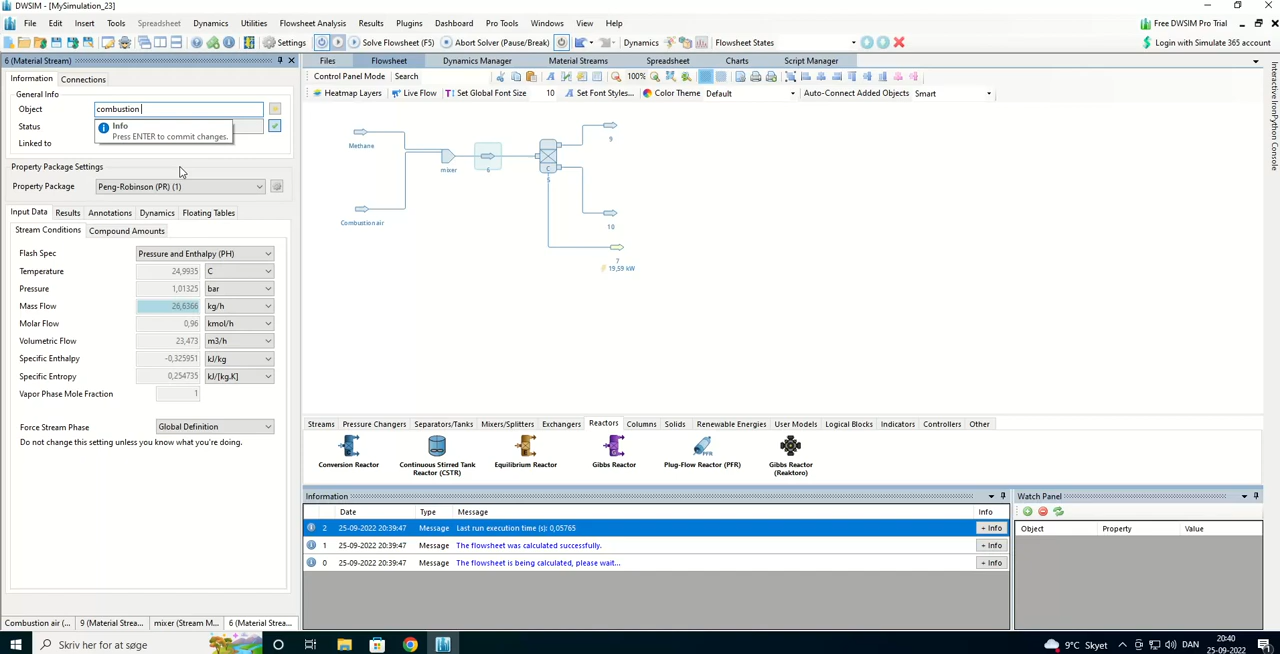 DWSIM - [MySimulation_23]
File Edit Insert Tools Spreadsheet Dynamics Utilities Flowsheet Analysis Results Plugins Dashboard Pro Tools Windows View Help
Free DWSIM Pro Trial
Settings Solve Flowsheet (F5) Abort Solver (Pause/Break) Dynamics Flowsheet States
Login with Simulate 365 account
6 (Material Stream)
Files Flowsheet Dynamics Manager Material Streams Spreadsheet Charts Script Manager
Information Connections
Control Panel Mode Search 100%
Heatmap Layers Live Flow Set Global Font Size 10 Set Font Styles... Color Theme Default Auto-Connect Added Objects Smart
General Info
Object combustion
Status
Info
Press ENTER to commit changes.
Linked to
Property Package Settings
Property Package Peng-Robinson (PR) (1)
Input Data Results Annotations Dynamics Floating Tables
Stream Conditions Compound Amounts
Flash Spec Pressure and Enthalpy (PH)
Temperature 24,9935 C
Pressure 1,01325 bar
Mass Flow 26,6366 kg/h
Molar Flow 0,96 kmol/h
Volumetric Flow 23,473 m3/h
Specific Enthalpy -0,325951 kJ/kg
Specific Entropy 0,254735 kJ/[kg.K]
Vapor Phase Mole Fraction 1
Force Stream Phase Global Definition
Do not change this setting unless you know what you're doing.
Methane
mixer
6
C
5
9
Combustion air
10
7
19,59 kW
Interactive IronPython Console
Streams Pressure Changers Separators/Tanks Mixers/Splitters Exchangers Reactors Columns Solids Renewable Energies User Models Logical Blocks Indicators Controllers Other
PFR
Conversion Reactor
Continuous Stirred Tank Reactor (CSTR)
Equilibrium Reactor
Gibbs Reactor
Plug-Flow Reactor (PFR)
Gibbs Reactor (Reaktoro)
Information
Date Type Message Info
2 25-09-2022 20:39:47 Message Last run execution time (s): 0,05765 + Info
1 25-09-2022 20:39:47 Message The flowsheet was calculated successfully. + Info
0 25-09-2022 20:39:47 Message The flowsheet is being calculated, please wait... + Info
Watch Panel
Object Property Value
Combustion air (... 9 (Material Strea... mixer (Stream M... 6 (Material Strea...
Skriv her for at søge
9°C Skyet
DAN
20:40
25-09-2022
1